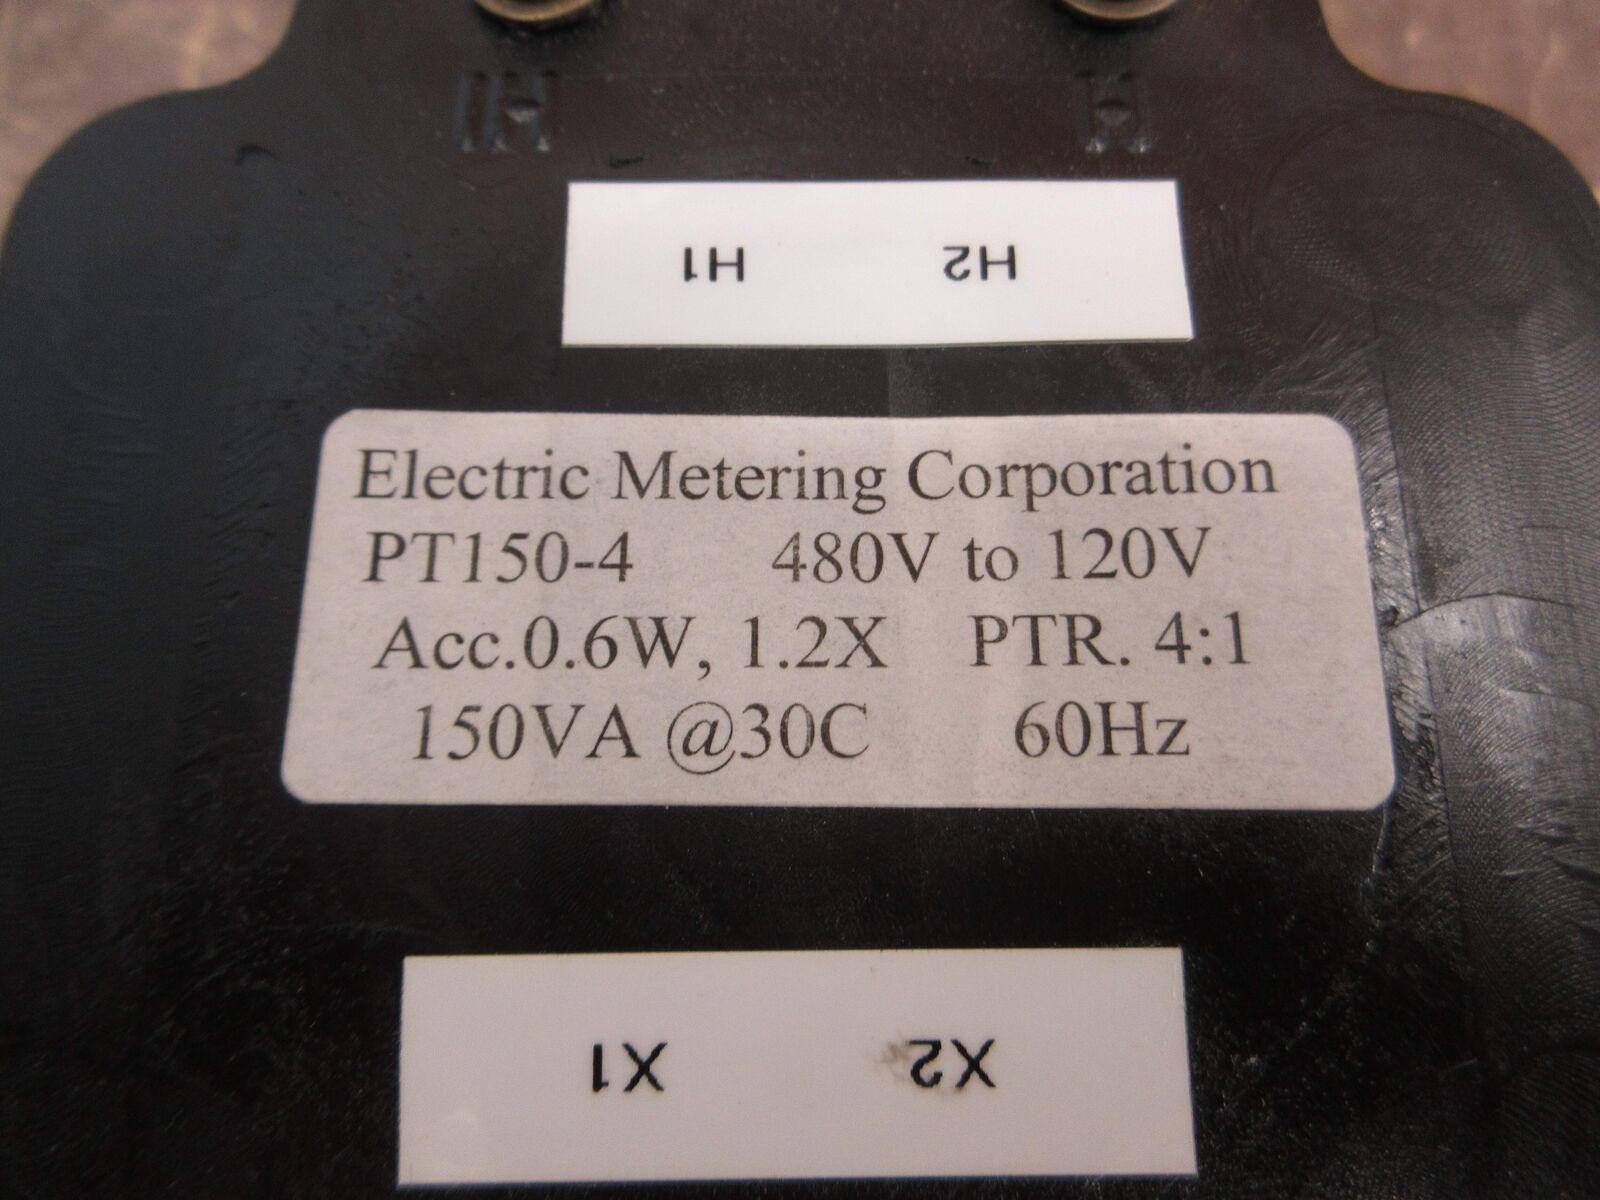 H1 H2
Electric Metering Corporation
PT150-4 480V to 120V
Acc.0.6W, 1.2X PTR. 4:1
150VA @30C 60Hz
X1 X2